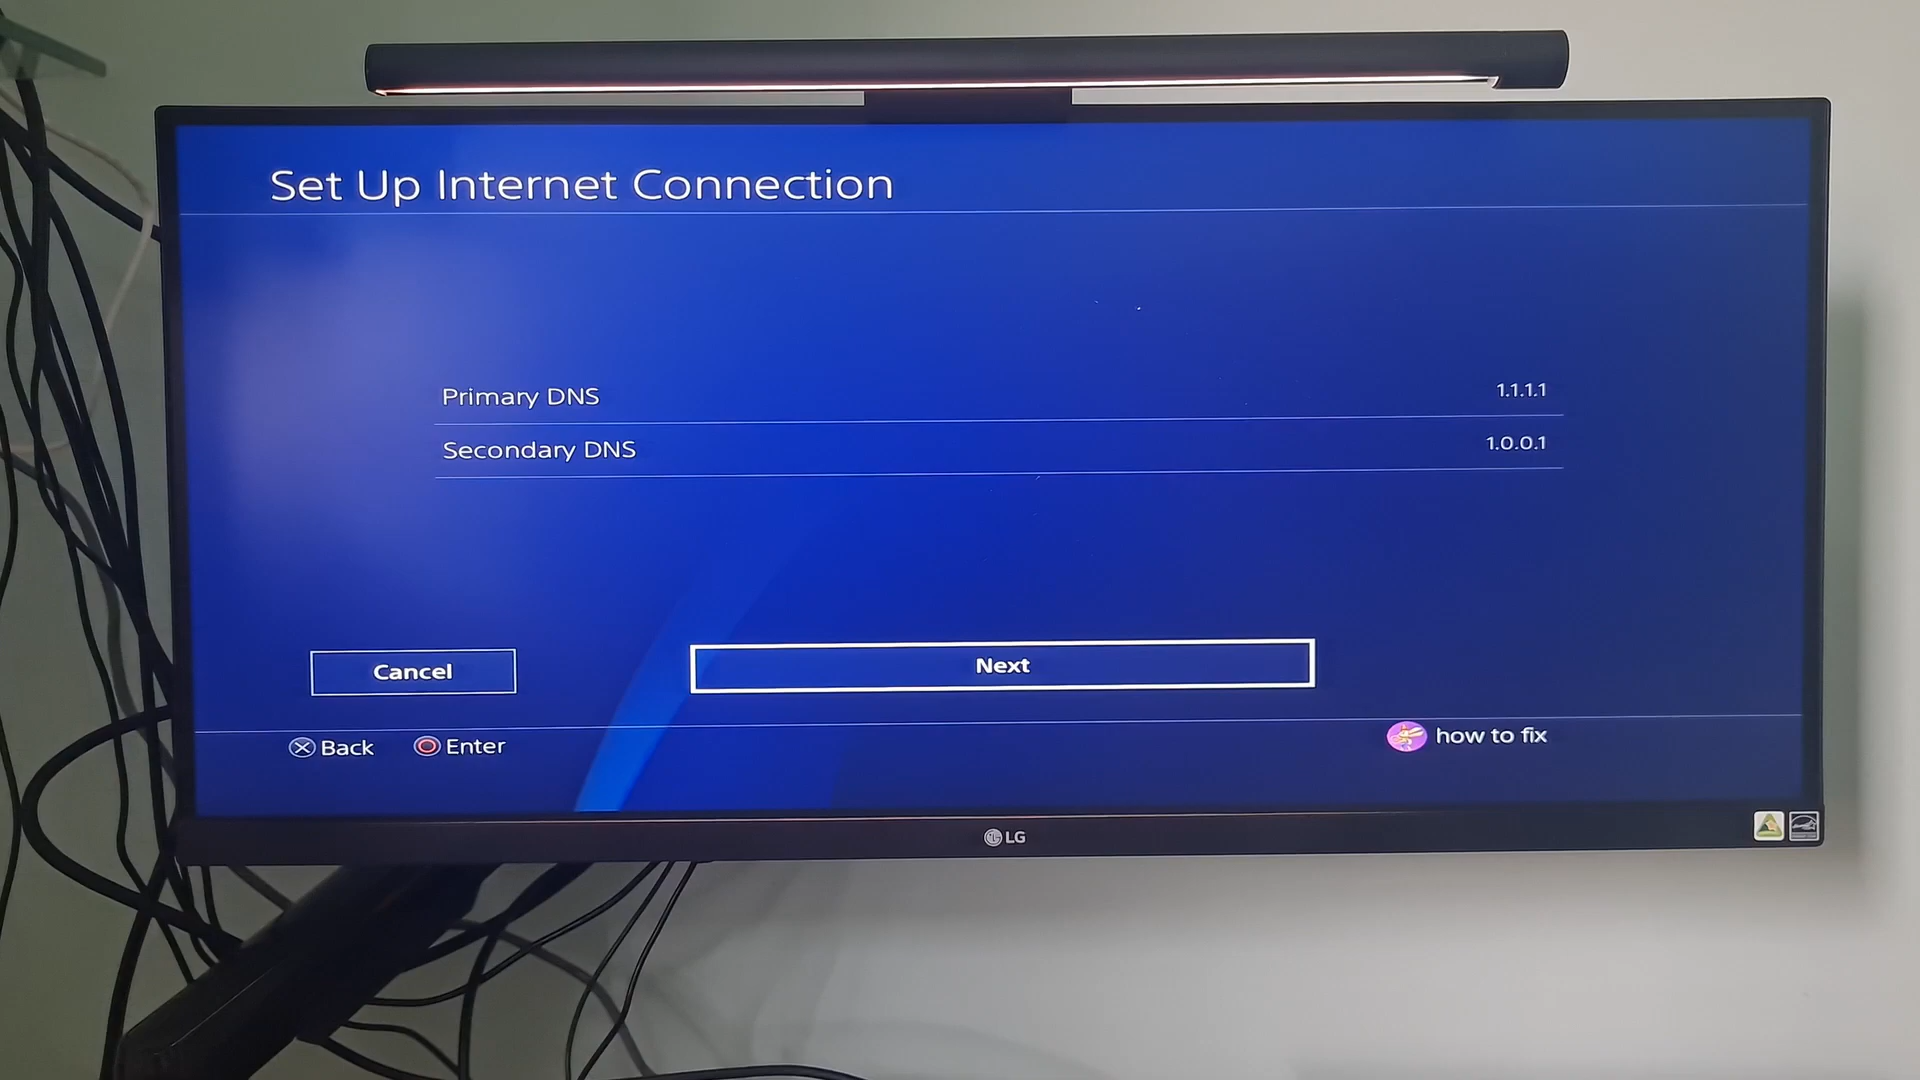 Set Up Internet Connection
Primary DNS 1.1.1.1
Secondary DNS 1.0.0.1
Cancel Next
Back Enter how to fix
LG